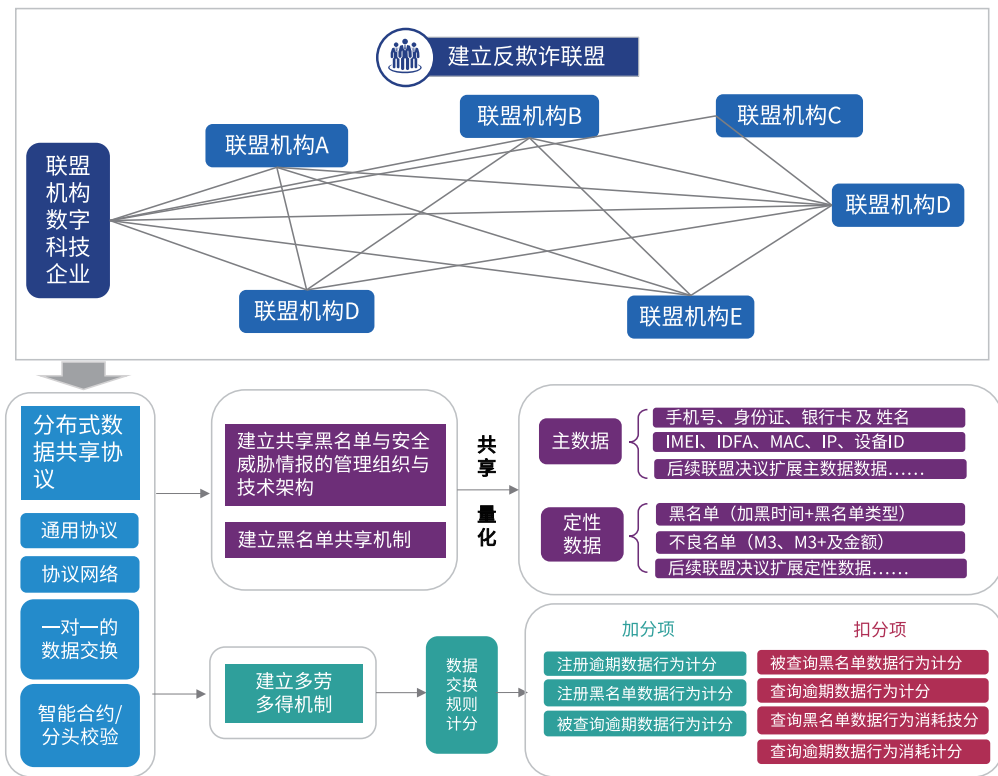 建立反欺诈联盟
联盟机构B
联盟机构C
联盟机构A
联盟
机构
数字
科技
企业
联盟机构D
联盟机构D
联盟机构E
分布式数
据共享协
议
通用协议
协议网络
一对一的
数据交换
智能合约/
分头校验
建立共享黑名单与安全
威胁情报的管理组织与
技术架构
建立黑名单共享机制
共
享
量
化
主数据
手机号、身份证、银行卡 及 姓名
IMEI、IDFA、MAC、IP、设备ID
后续联盟决议扩展主数据数据……
定性
数据
黑名单（加黑时间+黑名单类型）
不良名单（M3、M3+及金额）
后续联盟决议扩展定性数据……
建立多劳
多得机制
数据
交换
规则
计分
加分项
注册逾期数据行为计分
注册黑名单数据行为计分
被查询逾期数据行为计分
扣分项
被查询黑名单数据行为计分
查询逾期数据行为计分
查询黑名单数据行为消耗技分
查询逾期数据行为消耗计分